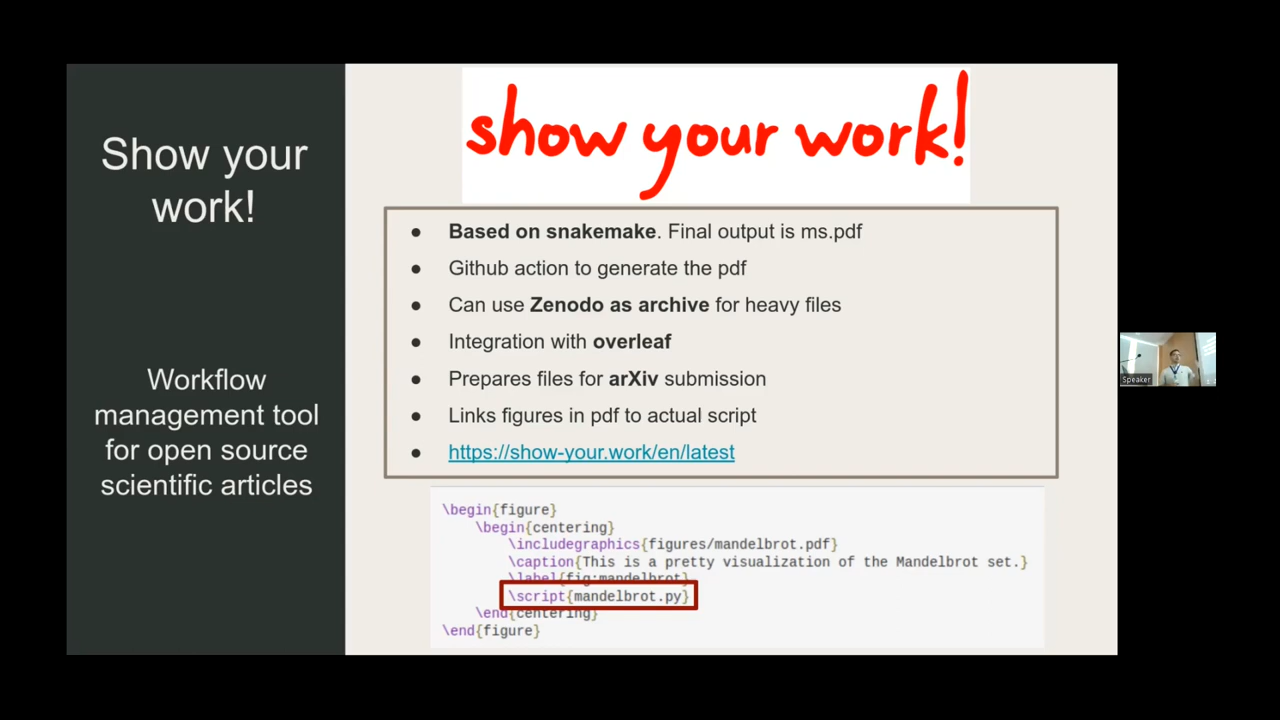 Show your
work!
Workflow
management tool
for open source
scientific articles
show your work!
● Based on snakemake. Final output is ms.pdf
● Github action to generate the pdf
● Can use Zenodo as archive for heavy files
● Integration with overleaf
● Prepares files for arXiv submission
● Links figures in pdf to actual script
● https://show-your.work/en/latest
\begin{figure}
\begin{centering}
\includegraphics{figures/mandelbrot.pdf}
\caption{This is a pretty visualization of the Mandelbrot set.}
\label{fig:mandelbrot}
\script{mandelbrot.py}
\end{centering}
\end{figure}
Speaker